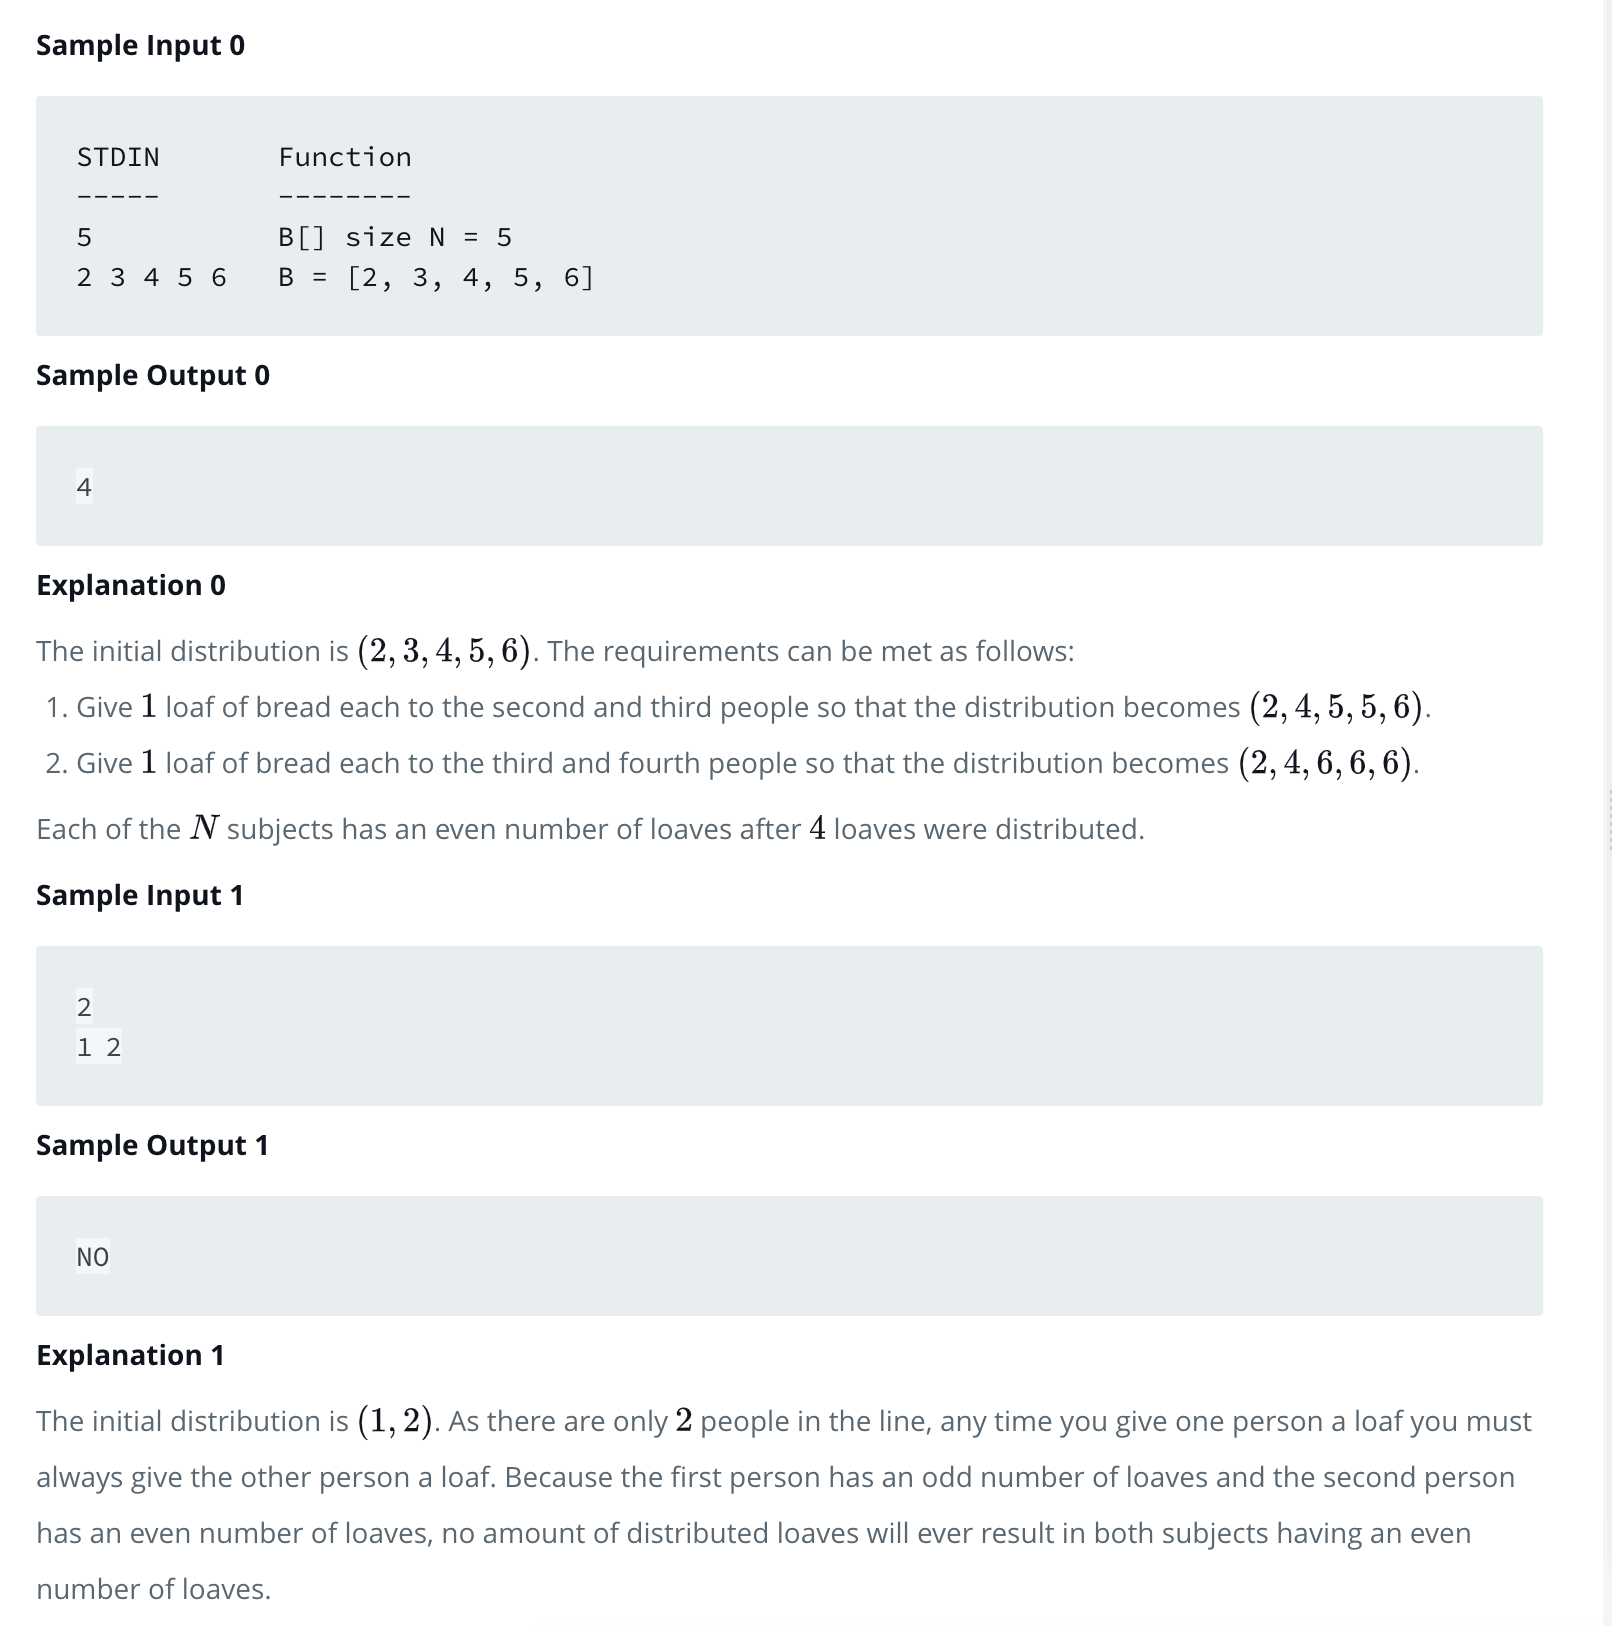 Sample Input 0
STDIN       Function
-----       --------
5           B[] size N = 5
2 3 4 5 6   B = [2, 3, 4, 5, 6]
Sample Output 0
4
Explanation 0
The initial distribution is (2, 3, 4, 5, 6). The requirements can be met as follows:
1. Give 1 loaf of bread each to the second and third people so that the distribution becomes (2, 4, 5, 5, 6).
2. Give 1 loaf of bread each to the third and fourth people so that the distribution becomes (2, 4, 6, 6, 6).
Each of the N subjects has an even number of loaves after 4 loaves were distributed.
Sample Input 1
2
1 2
Sample Output 1
NO
Explanation 1
The initial distribution is (1, 2). As there are only 2 people in the line, any time you give one person a loaf you must
always give the other person a loaf. Because the first person has an odd number of loaves and the second person
has an even number of loaves, no amount of distributed loaves will ever result in both subjects having an even
number of loaves.